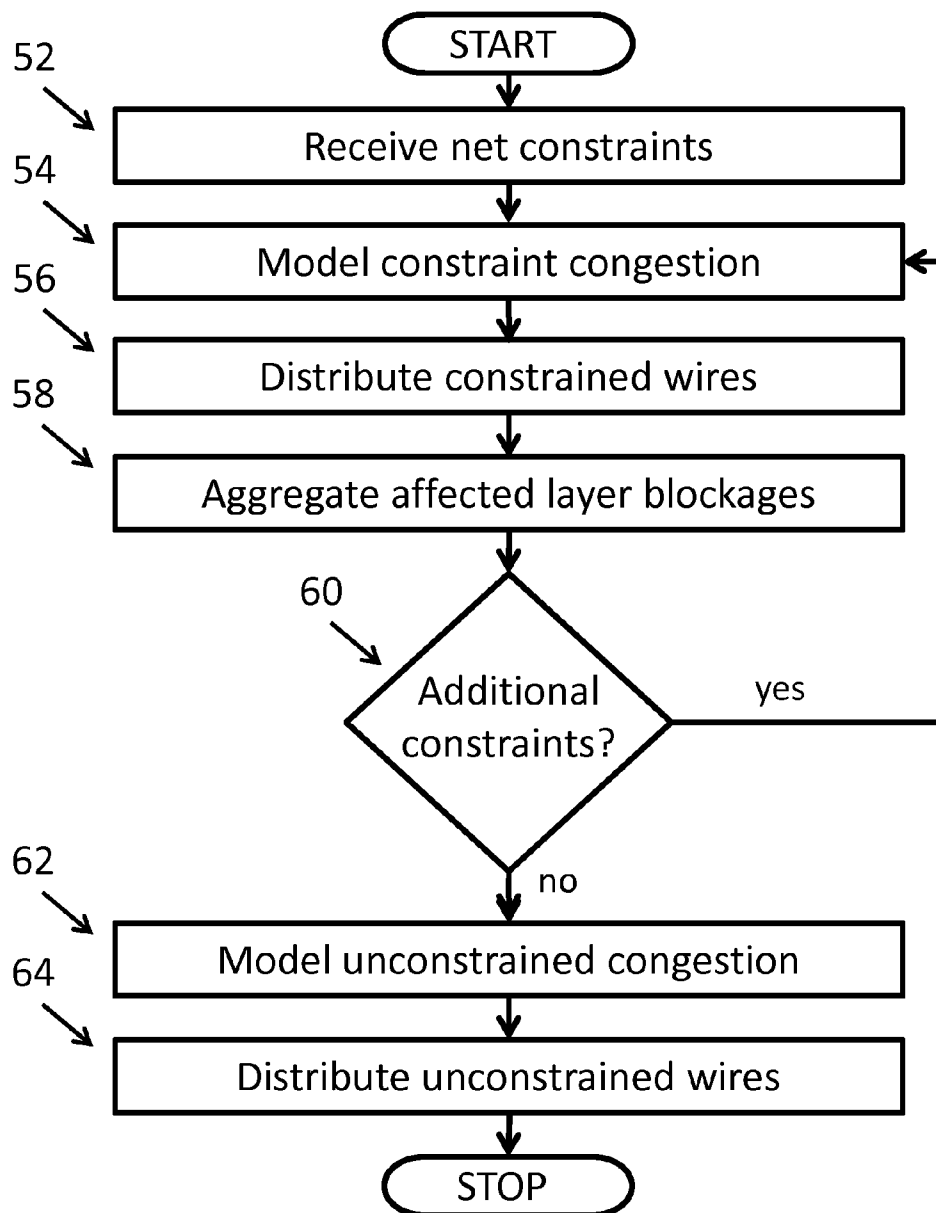 START
52
Receive net constraints
54
Model constraint congestion
56
Distribute constrained wires
58
Aggregate affected layer blockages
60
Additional
constraints?
yes
no
62
Model unconstrained congestion
64
Distribute unconstrained wires
STOP